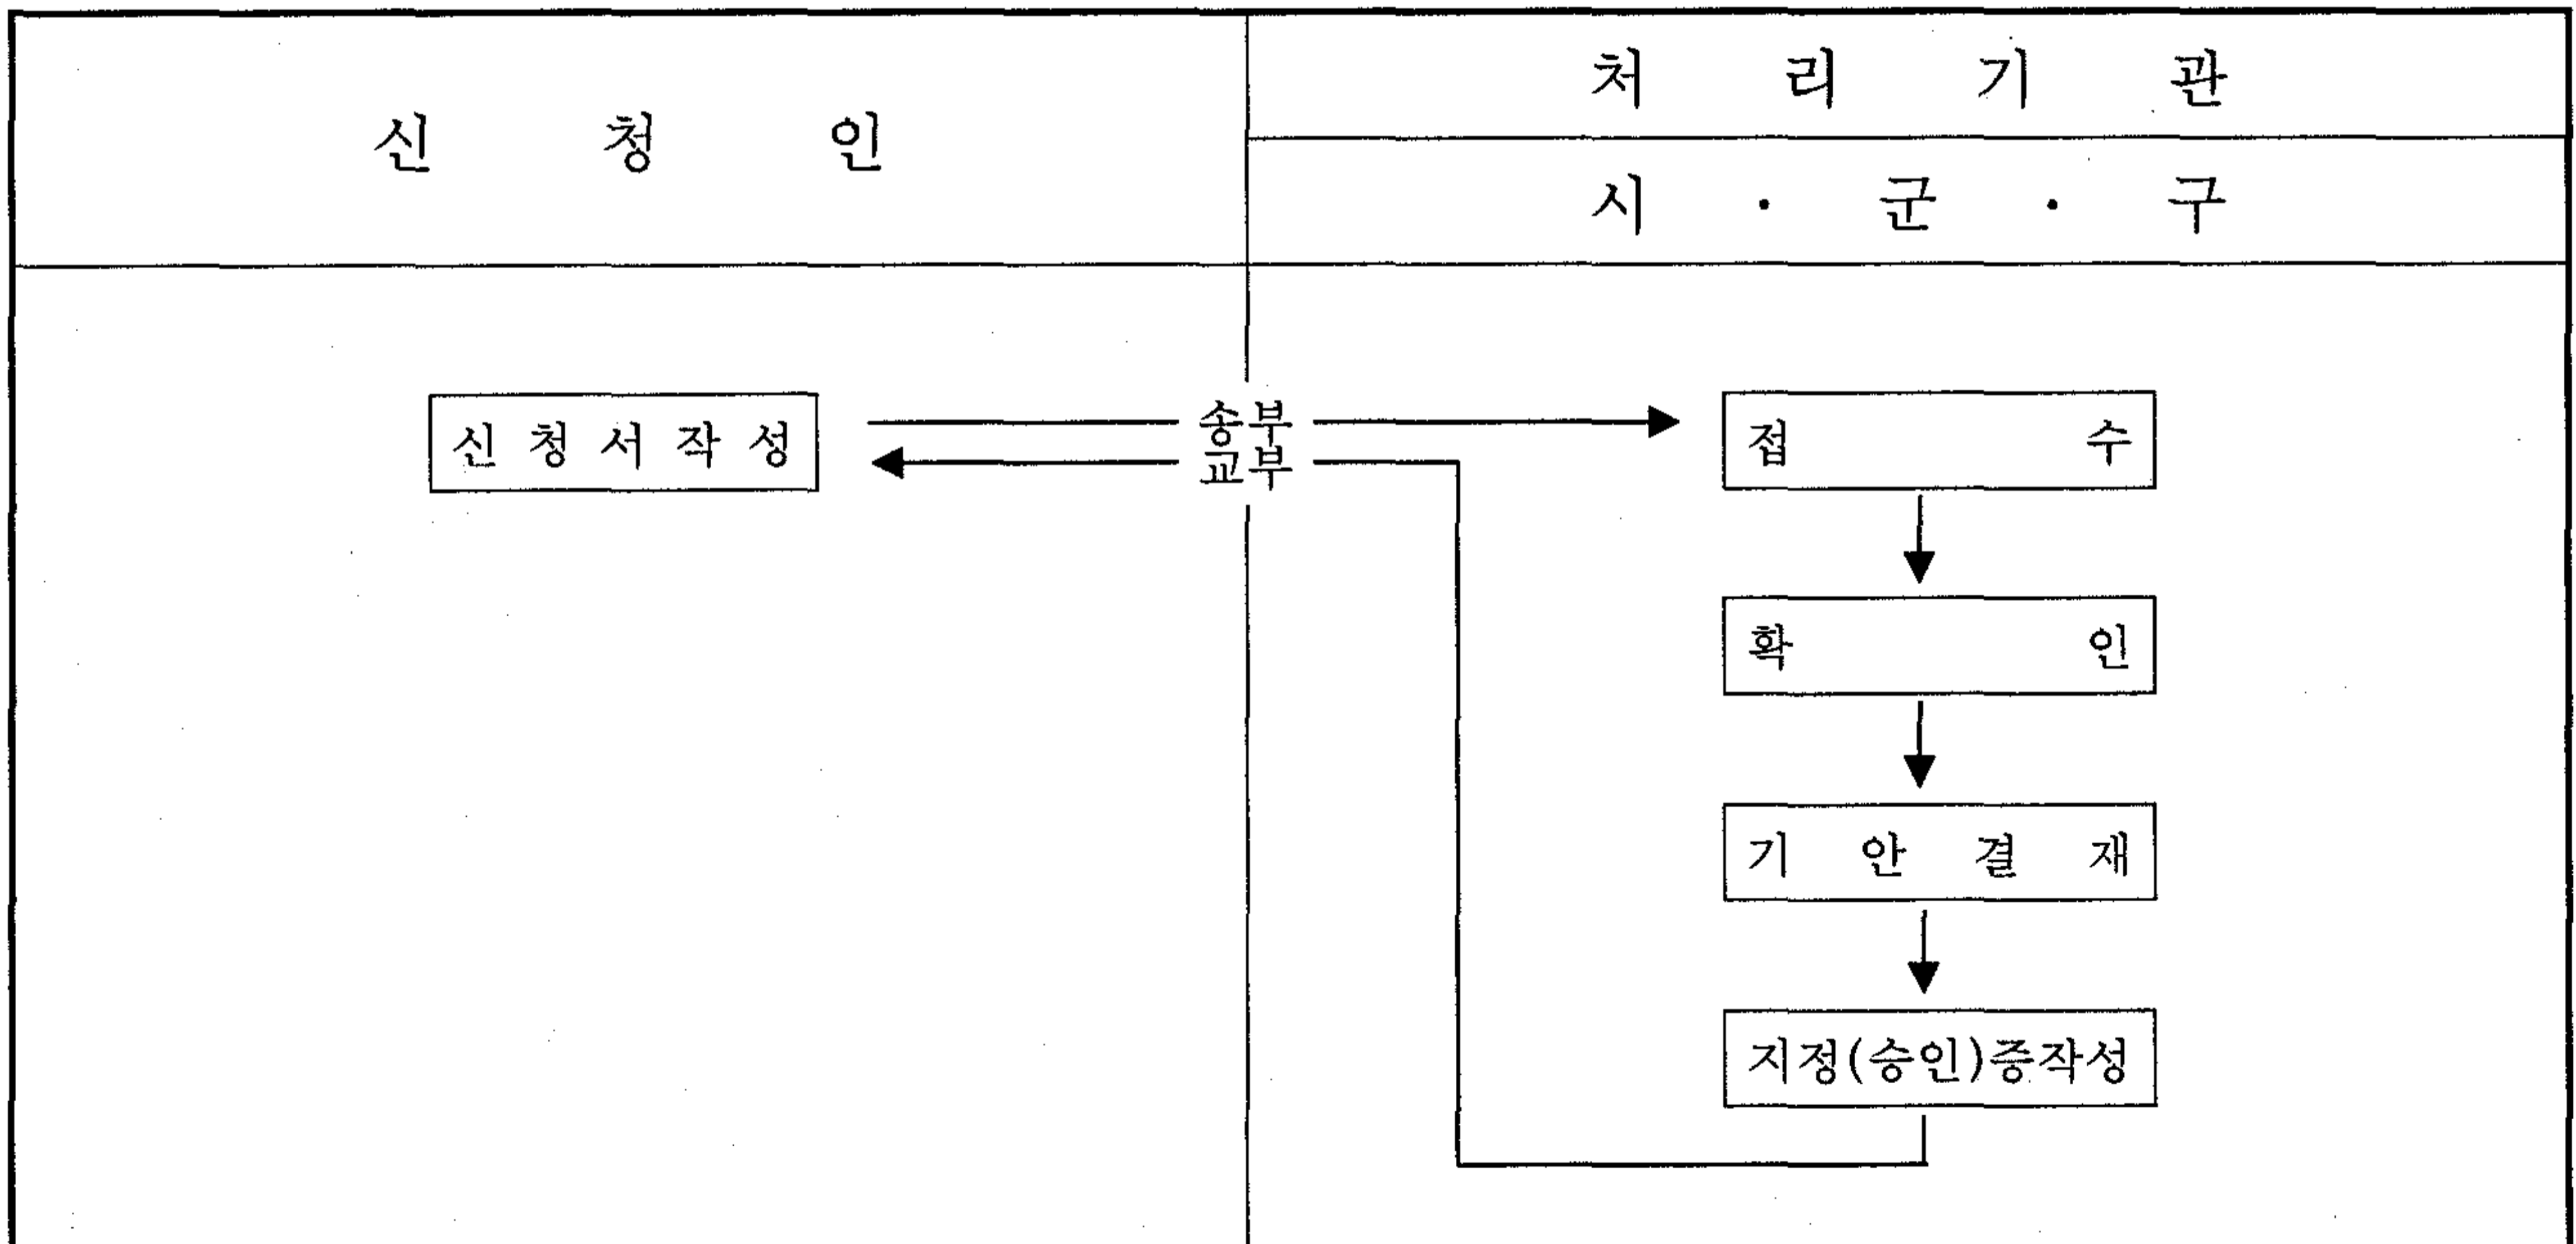 신 청 인
처 리 기 관
시 · 군 · 구
신 청 서 작 성
송부
교부
접 수
확 인
기 안 결 재
지정(승인)증작성